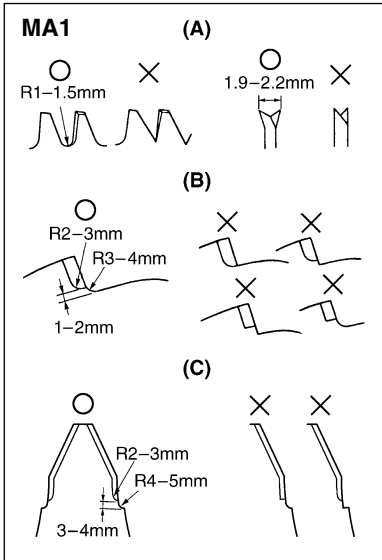 MA1
(A)
R1–1.5mm
1.9–2.2mm
(B)
R2–3mm
R3–4mm
1–2mm
(C)
R2–3mm
R4–5mm
3–4mm